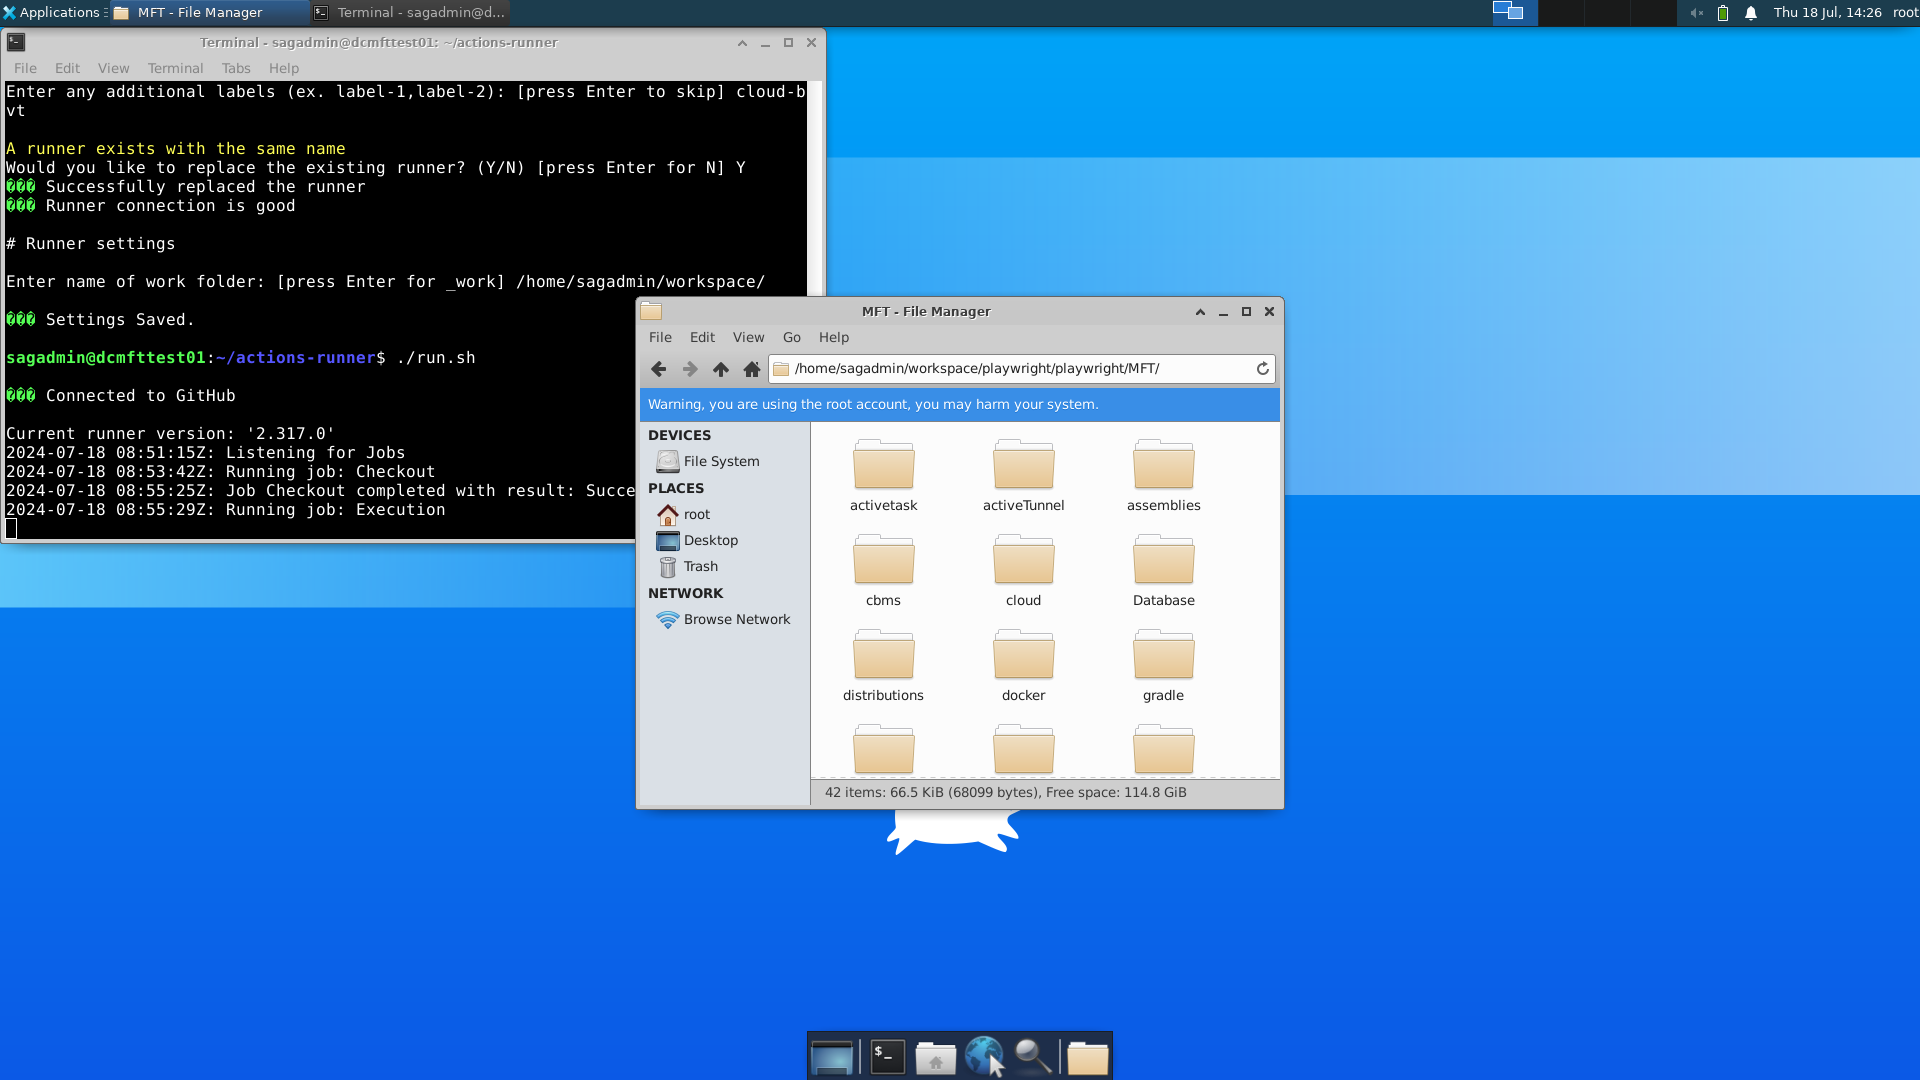 Applications
MFT - File Manager
Terminal - sagadmin@d...
Thu 18 Jul, 14:26
root
Terminal - sagadmin@dcmfttest01: ~/actions-runner
File Edit View Terminal Tabs Help
Enter any additional labels (ex. label-1,label-2): [press Enter to skip] cloud-b
vt
A runner exists with the same name
Would you like to replace the existing runner? (Y/N) [press Enter for N] Y
��� Successfully replaced the runner
��� Runner connection is good
# Runner settings
Enter name of work folder: [press Enter for _work] /home/sagadmin/workspace/
��� Settings Saved.
sagadmin@dcmfttest01:~/actions-runner$ ./run.sh
��� Connected to GitHub
Current runner version: '2.317.0'
2024-07-18 08:51:15Z: Listening for Jobs
2024-07-18 08:53:42Z: Running job: Checkout
2024-07-18 08:55:25Z: Job Checkout completed with result: Succe
2024-07-18 08:55:29Z: Running job: Execution
MFT - File Manager
File Edit View Go Help
/home/sagadmin/workspace/playwright/playwright/MFT/
Warning, you are using the root account, you may harm your system.
DEVICES
File System
PLACES
root
Desktop
Trash
NETWORK
Browse Network
activetask activeTunnel assemblies
cbms cloud Database
distributions docker gradle
42 items: 66.5 KiB (68099 bytes), Free space: 114.8 GiB
$_